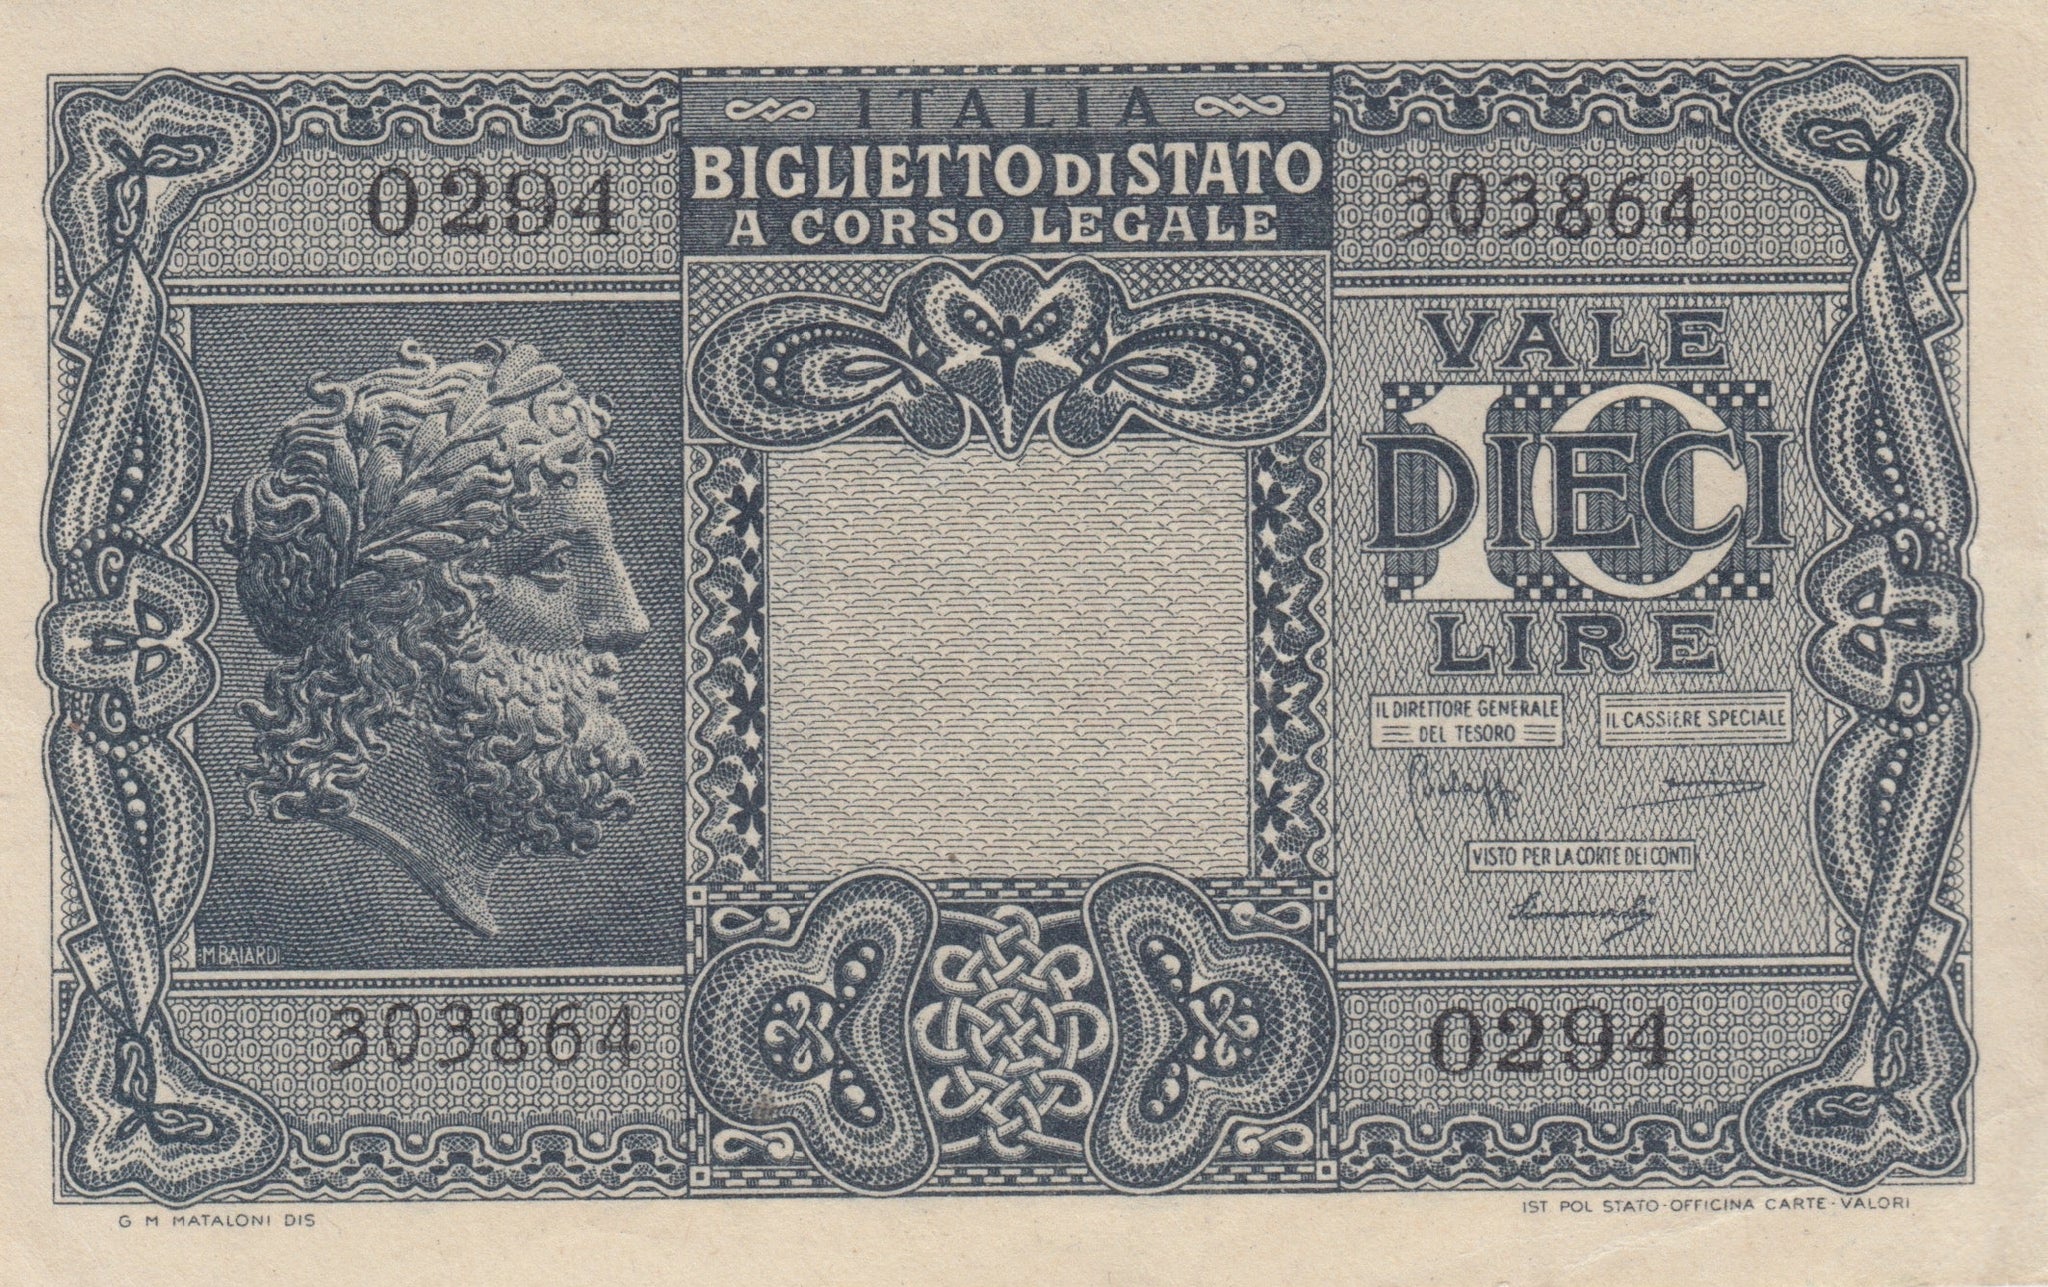 ITALIA
BIGLIETTO DI STATO
A CORSO LEGALE
0294
303864
VALE
10
DIECI
LIRE
IL DIRETTORE GENERALE
DEL TESORO
IL CASSIERE SPECIALE
VISTO PER LA CORTE DEI CONTI
M. BAIARDI
303864
0294
G M MATALONI DIS
IST POL STATO-OFFICINA CARTE-VALORI